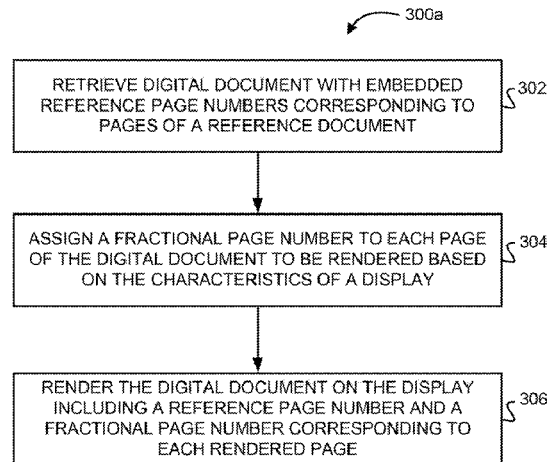 300a
RETRIEVE DIGITAL DOCUMENT WITH EMBEDDED
REFERENCE PAGE NUMBERS CORRESPONDING TO
PAGES OF A REFERENCE DOCUMENT
302
ASSIGN A FRACTIONAL PAGE NUMBER TO EACH PAGE
OF THE DIGITAL DOCUMENT TO BE RENDERED BASED
ON THE CHARACTERISTICS OF A DISPLAY
304
RENDER THE DIGITAL DOCUMENT ON THE DISPLAY
INCLUDING A REFERENCE PAGE NUMBER AND A
FRACTIONAL PAGE NUMBER CORRESPONDING TO
EACH RENDERED PAGE
306